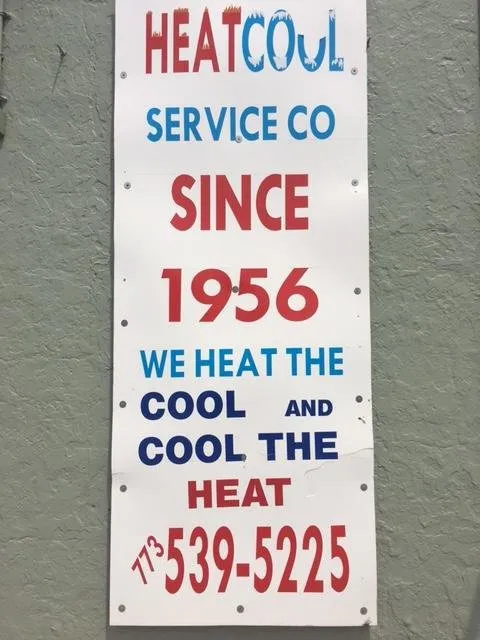 HEATCOOL
SERVICE CO
SINCE
1956
WE HEAT THE
COOL AND
COOL THE
HEAT
773 539-5225